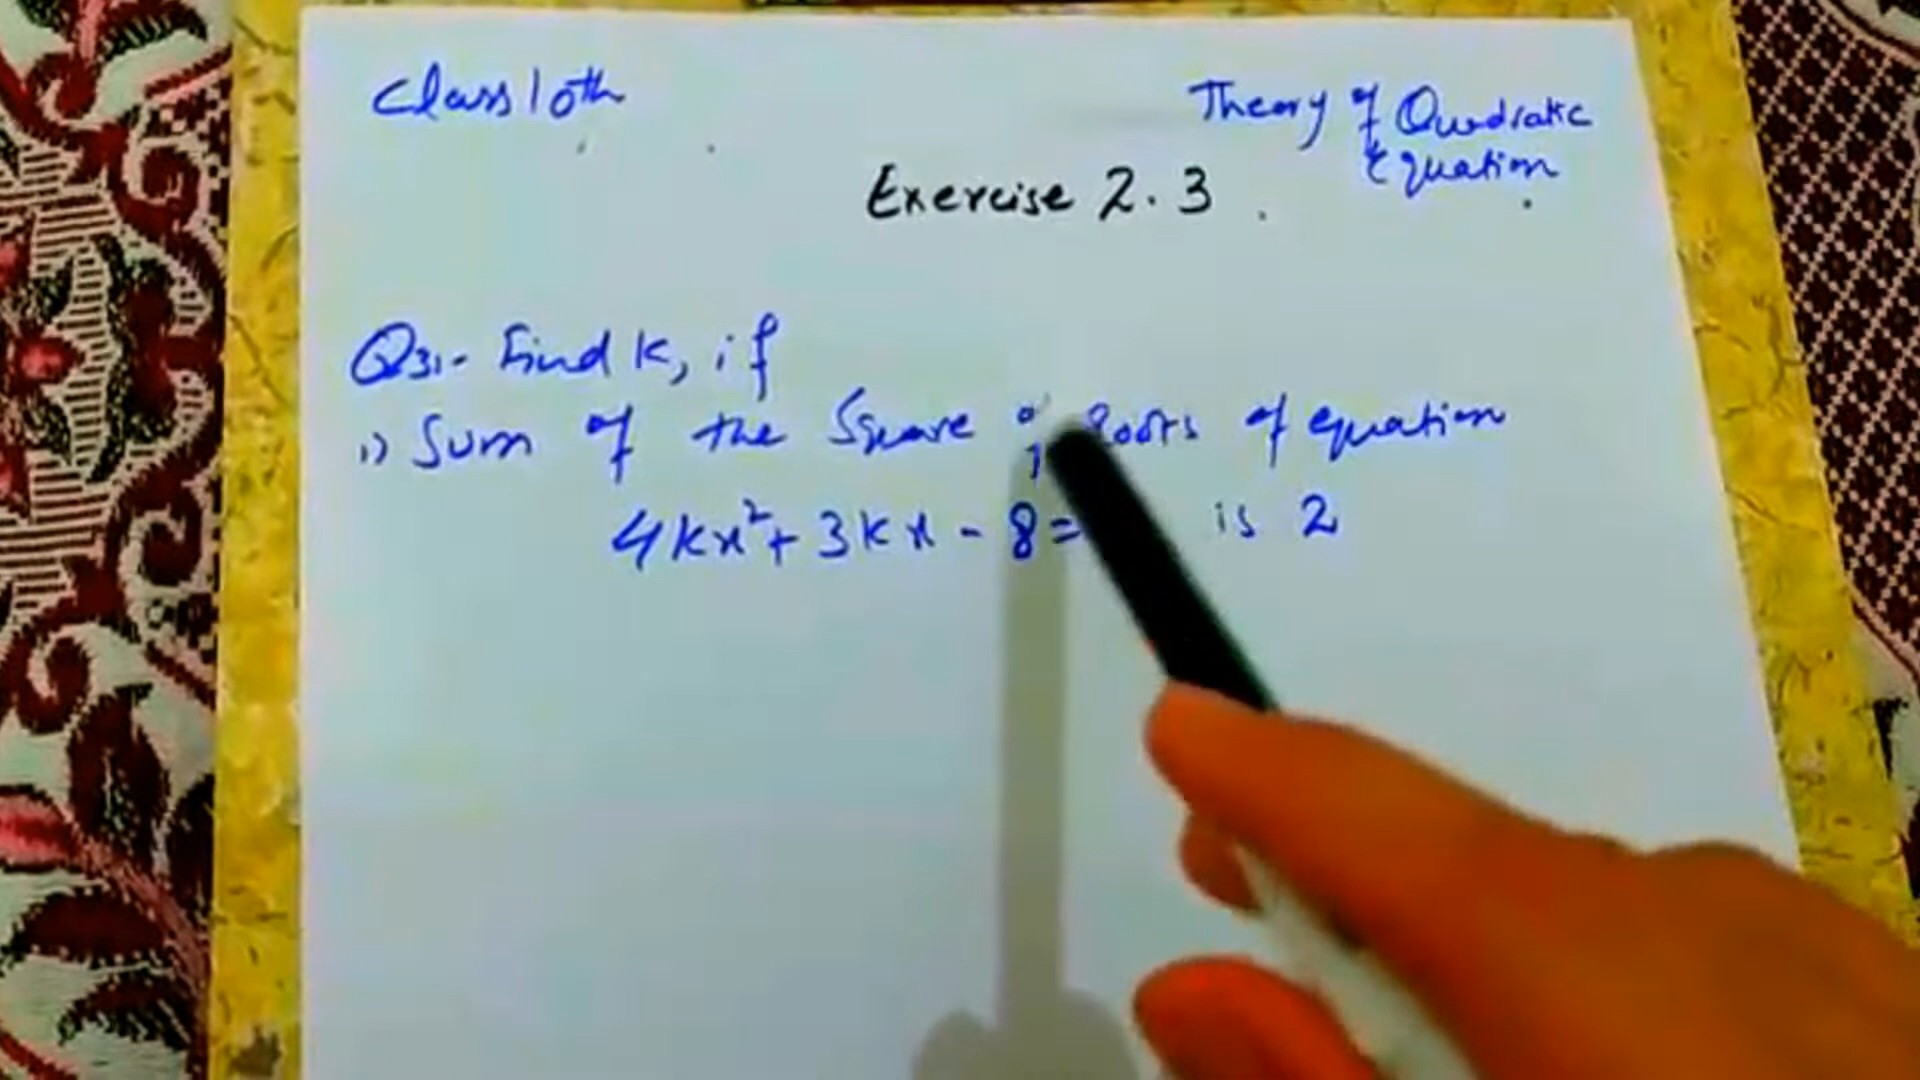 Class 10th
Theory of Quadratic
Equation
Exercise 2.3
Q3:- Find k, if
i) Sum of the Square of Roots of equation
4kx²+ 3kx - 8= is 2